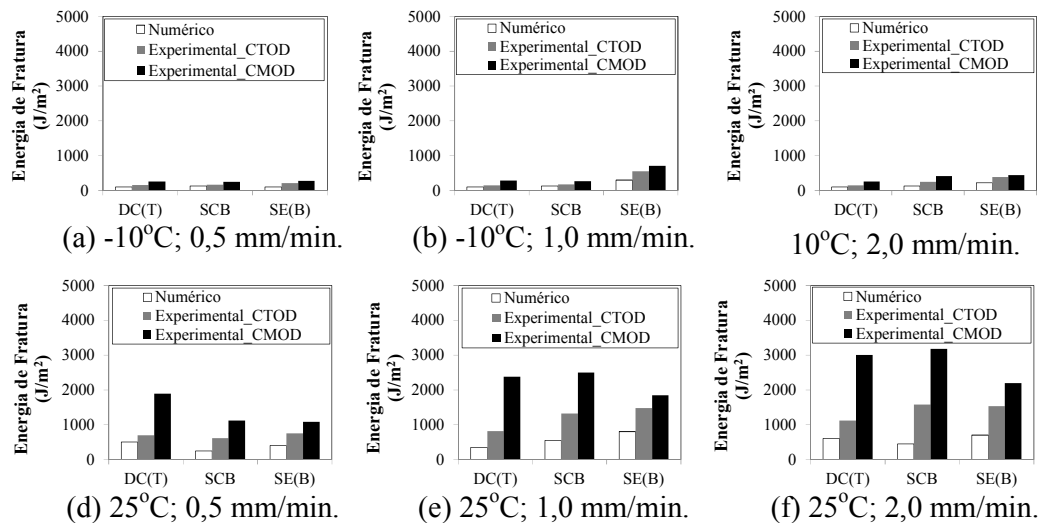 Energia de Fratura
(J/m²)
5000
4000
3000
2000
1000
0
Numérico
Experimental_CTOD
Experimental_CMOD
DC(T) SCB SE(B)
(a) -10°C; 0,5 mm/min.
Energia de Fratura
(J/m²)
5000
4000
3000
2000
1000
0
Numérico
Experimental_CTOD
Experimental_CMOD
DC(T) SCB SE(B)
(b) -10°C; 1,0 mm/min.
Energia de Fratura
(J/m²)
5000
4000
3000
2000
1000
0
Numérico
Experimental_CTOD
Experimental_CMOD
DC(T) SCB SE(B)
10°C; 2,0 mm/min.
Energia de Fratura
(J/m²)
5000
4000
3000
2000
1000
0
Numérico
Experimental_CTOD
Experimental_CMOD
DC(T) SCB SE(B)
(d) 25°C; 0,5 mm/min.
Energia de Fratura
(J/m²)
5000
4000
3000
2000
1000
0
Numérico
Experimental_CTOD
Experimental_CMOD
DC(T) SCB SE(B)
(e) 25°C; 1,0 mm/min.
Energia de Fratura
(J/m²)
5000
4000
3000
2000
1000
0
Numérico
Experimental_CTOD
Experimental_CMOD
DC(T) SCB SE(B)
(f) 25°C; 2,0 mm/min.